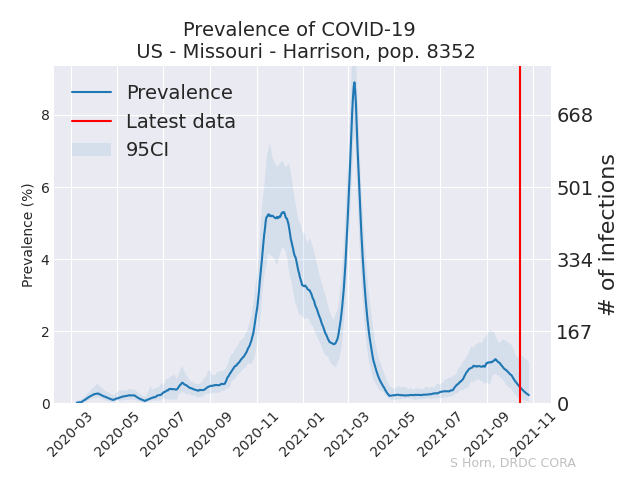 Prevalence of COVID-19
US - Missouri - Harrison, pop. 8352
Prevalence
Latest data
95CI
Prevalence (%)
8
6
4
2
0
668
501
334
167
0
# of infections
2020-03
2020-05
2020-07
2020-09
2020-11
2021-01
2021-03
2021-05
2021-07
2021-09
2021-11
S Horn, DRDC CORA